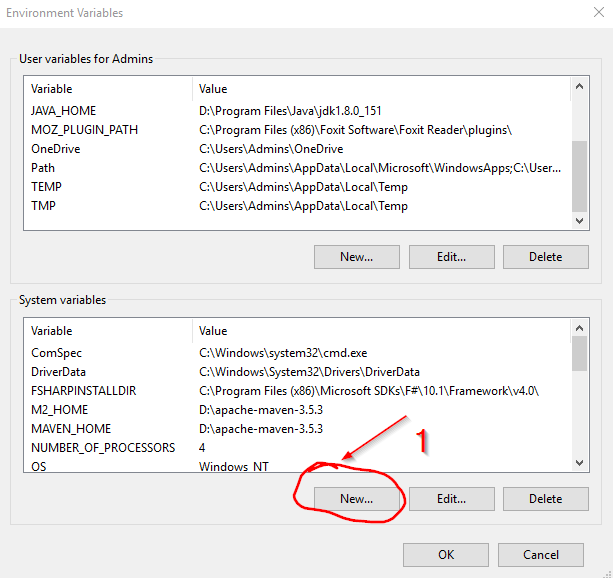 Environment Variables
User variables for Admins
Variable Value
JAVA_HOME D:\Program Files\Java\jdk1.8.0_151
MOZ_PLUGIN_PATH C:\Program Files (x86)\Foxit Software\Foxit Reader\plugins\
OneDrive C:\Users\Admins\OneDrive
Path C:\Users\Admins\AppData\Local\Microsoft\WindowsApps;C:\User...
TEMP C:\Users\Admins\AppData\Local\Temp
TMP C:\Users\Admins\AppData\Local\Temp
New... Edit... Delete
System variables
Variable Value
ComSpec C:\Windows\system32\cmd.exe
DriverData C:\Windows\System32\Drivers\DriverData
FSHARPINSTALLDIR C:\Program Files (x86)\Microsoft SDKs\F#\10.1\Framework\v4.0\
M2_HOME D:\apache-maven-3.5.3
MAVEN_HOME D:\apache-maven-3.5.3
NUMBER_OF_PROCESSORS 4
OS Windows_NT
1
New... Edit... Delete
OK Cancel